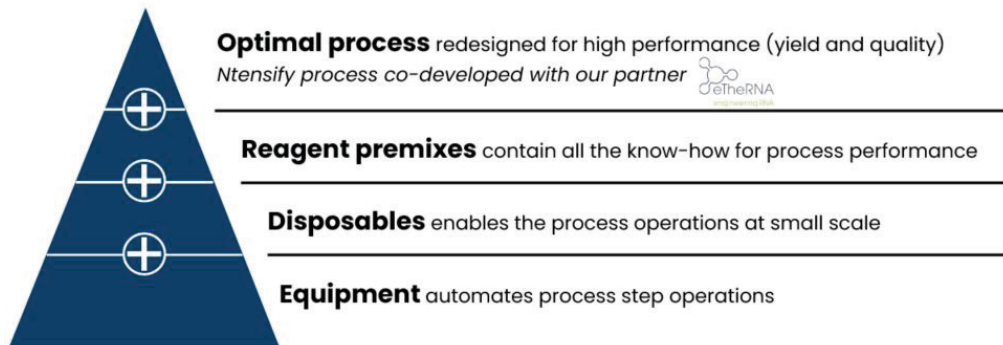 Optimal process redesigned for high performance (yield and quality)
Ntensify process co-developed with our partner eTheRNA
engineering RNA
Reagent premixes contain all the know-how for process performance
Disposables enables the process operations at small scale
Equipment automates process step operations